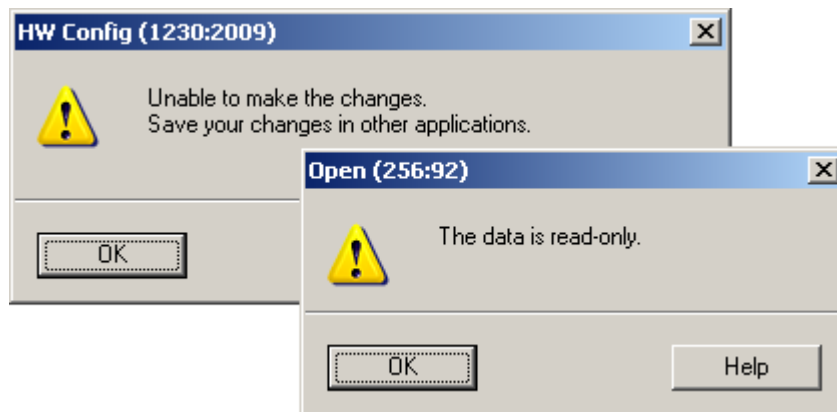 HW Config (1230:2009)
Unable to make the changes.
Save your changes in other applications.
OK
Open (256:92)
The data is read-only.
OK
Help